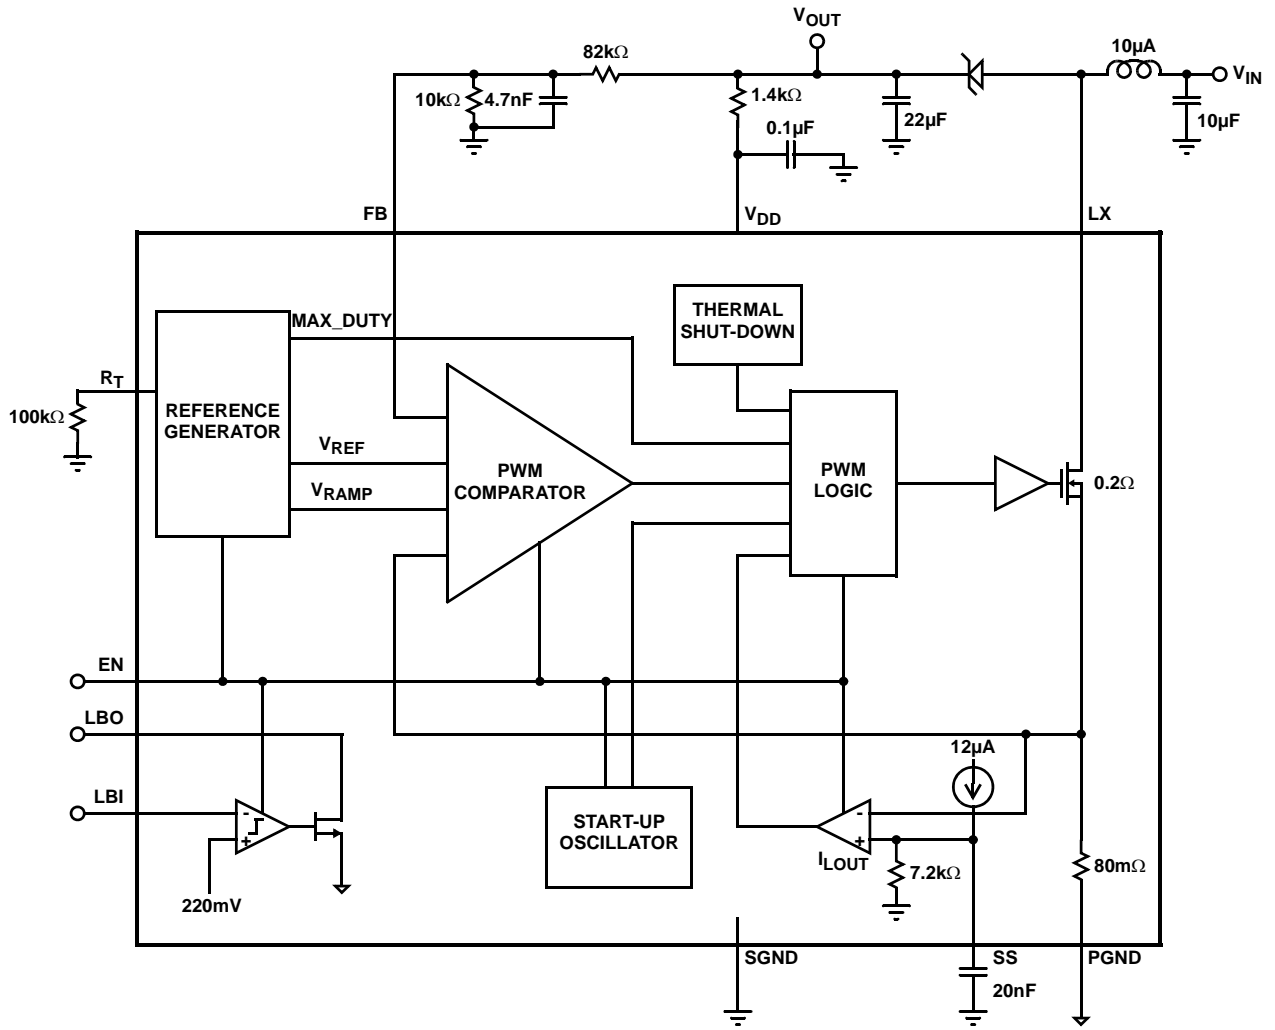 VOUT
82kΩ
10µA
VIN
10kΩ
4.7nF
1.4kΩ
22µF
10µF
0.1µF
FB
VDD
LX
THERMAL
SHUT-DOWN
MAX_DUTY
RT
100kΩ
REFERENCE
GENERATOR
VREF
VRAMP
PWM
COMPARATOR
PWM
LOGIC
0.2Ω
EN
LBO
12µA
LBI
-
+
220mV
START-UP
OSCILLATOR
-
+
ILOUT
7.2kΩ
80mΩ
SGND
SS
PGND
20nF